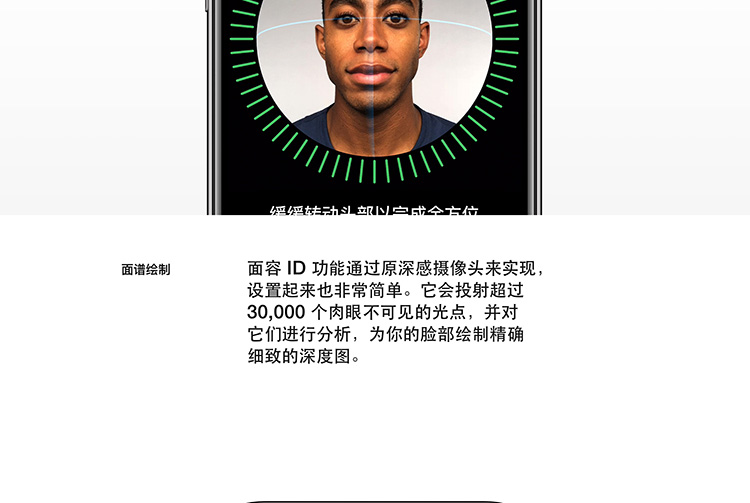 缓缓转动头部以完成全方位
面谱绘制
面容 ID 功能通过原深感摄像头来实现，
设置起来也非常简单。它会投射超过
30,000 个肉眼不可见的光点，并对
它们进行分析，为你的脸部绘制精确
细致的深度图。